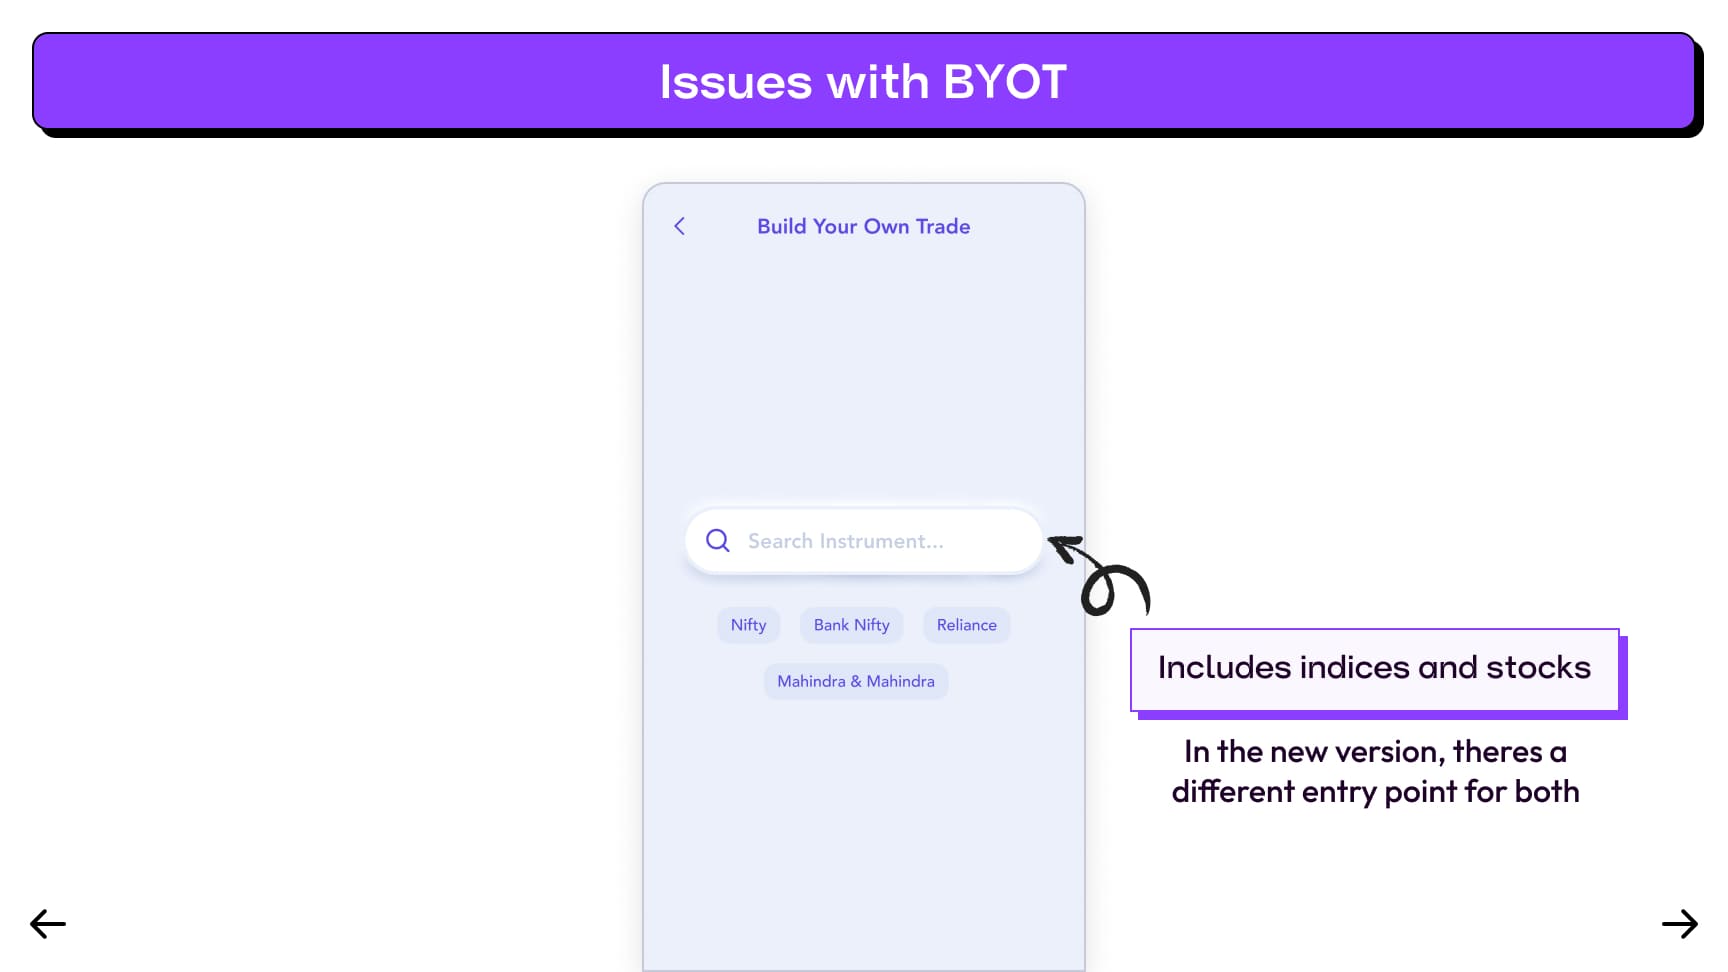 Issues with BYOT
Build Your Own Trade
Search Instrument...
Nifty
Bank Nifty
Reliance
Mahindra & Mahindra
Includes indices and stocks
In the new version, theres a
different entry point for both